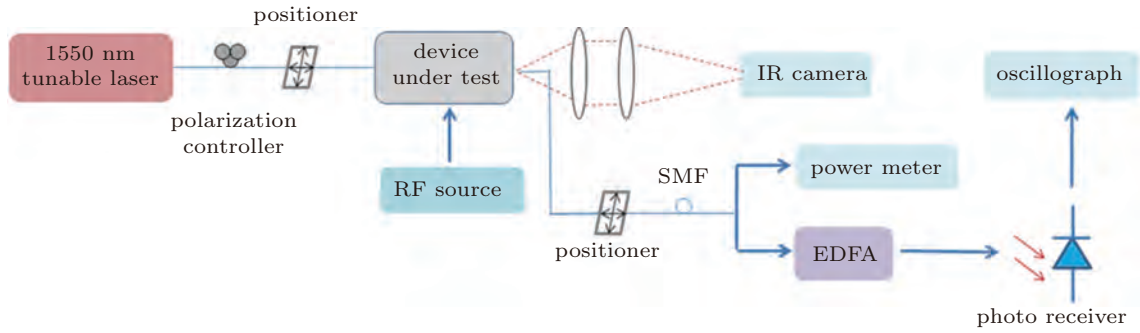 positioner
1550 nm
tunable laser
device
under test
IR camera
oscillograph
polarization
controller
RF source
SMF
power meter
positioner
EDFA
photo receiver